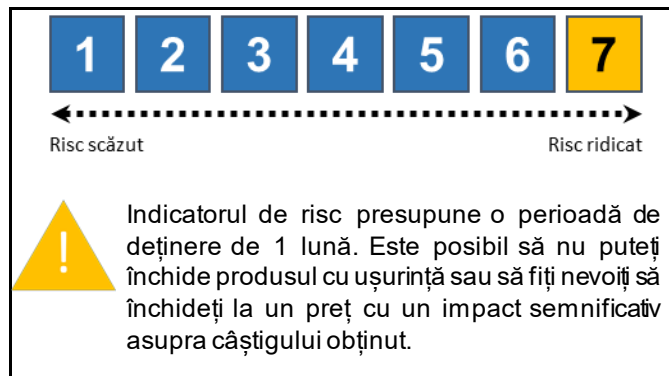 1 2 3 4 5 6 7
Risc scăzut Risc ridicat
!
Indicatorul de risc presupune o perioadă de
deținere de 1 lună. Este posibil să nu puteți
închide produsul cu ușurință sau să fiți nevoiți să
închideți la un preț cu un impact semnificativ
asupra câștigului obținut.